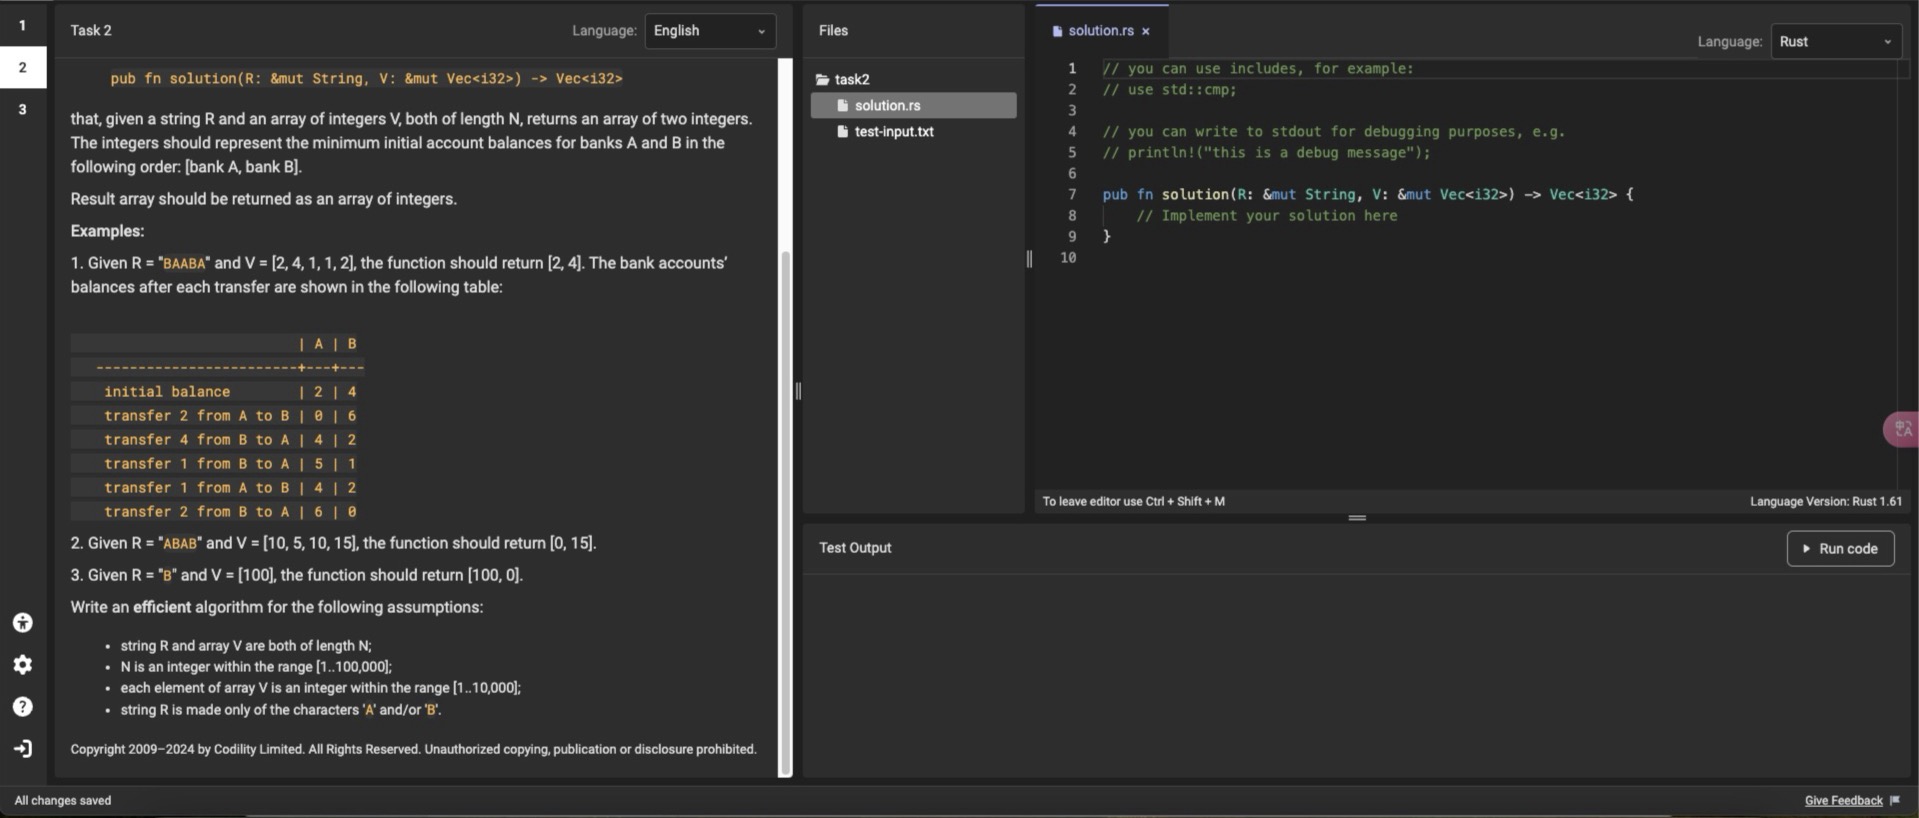 1
2
3
Task 2
Language: English
pub fn solution(R: &mut String, V: &mut Vec<i32>) -> Vec<i32>
that, given a string R and an array of integers V, both of length N, returns an array of two integers.
The integers should represent the minimum initial account balances for banks A and B in the
following order: [bank A, bank B].
Result array should be returned as an array of integers.
Examples:
1. Given R = "BAABA" and V = [2, 4, 1, 1, 2], the function should return [2, 4]. The bank accounts'
balances after each transfer are shown in the following table:
| A | B
------------------------+---+---
initial balance | 2 | 4
transfer 2 from A to B | 0 | 6
transfer 4 from B to A | 4 | 2
transfer 1 from B to A | 5 | 1
transfer 1 from A to B | 4 | 2
transfer 2 from B to A | 6 | 0
2. Given R = "ABAB" and V = [10, 5, 10, 15], the function should return [0, 15].
3. Given R = "B" and V = [100], the function should return [100, 0].
Write an efficient algorithm for the following assumptions:
• string R and array V are both of length N;
• N is an integer within the range [1..100,000];
• each element of array V is an integer within the range [1..10,000];
• string R is made only of the characters 'A' and/or 'B'.
Copyright 2009–2024 by Codility Limited. All Rights Reserved. Unauthorized copying, publication or disclosure prohibited.
All changes saved
Files
task2
solution.rs
test-input.txt
solution.rs ×
Language: Rust
1 // you can use includes, for example:
2 // use std::cmp;
3
4 // you can write to stdout for debugging purposes, e.g.
5 // println!("this is a debug message");
6
7 pub fn solution(R: &mut String, V: &mut Vec<i32>) -> Vec<i32> {
8 // Implement your solution here
9 }
10
To leave editor use Ctrl + Shift + M
Language Version: Rust 1.61
Test Output
Run code
Give Feedback